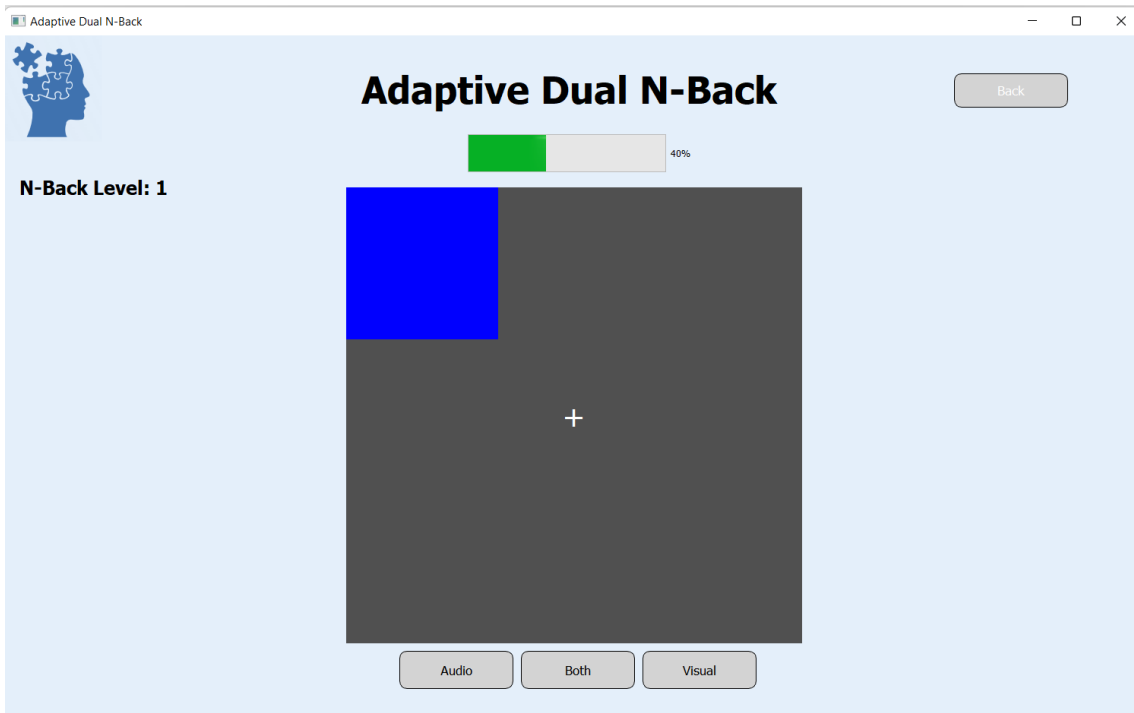 Adaptive Dual N-Back
Adaptive Dual N-Back
Back
40%
N-Back Level: 1
Audio
Both
Visual